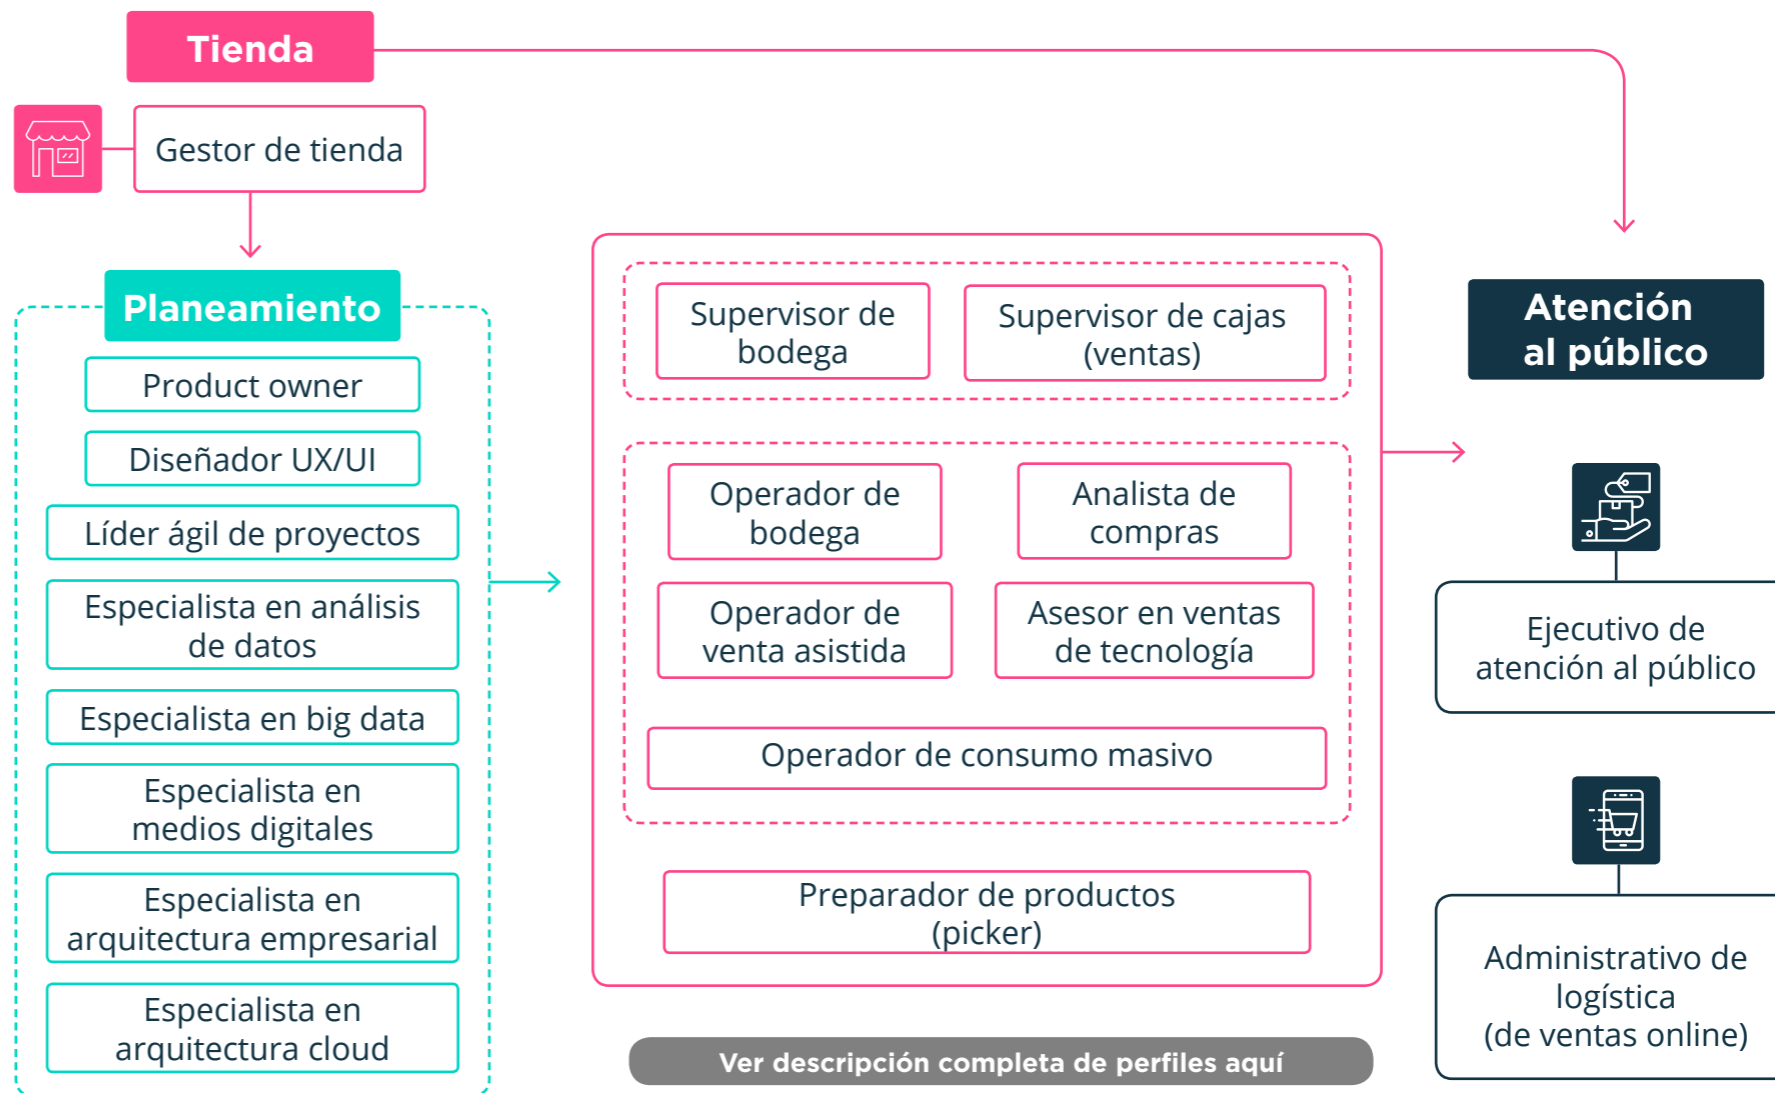 Tienda
Gestor de tienda
Planeamiento
Product owner
Diseñador UX/UI
Líder ágil de proyectos
Especialista en análisis
de datos
Especialista en big data
Especialista en
medios digitales
Especialista en
arquitectura empresarial
Especialista en
arquitectura cloud
Supervisor de
bodega
Supervisor de cajas
(ventas)
Operador de
bodega
Analista de
compras
Operador de
venta asistida
Asesor en ventas
de tecnología
Operador de consumo masivo
Preparador de productos
(picker)
Ver descripción completa de perfiles aquí
Atención
al público
Ejecutivo de
atención al público
Administrativo de
logística
(de ventas online)